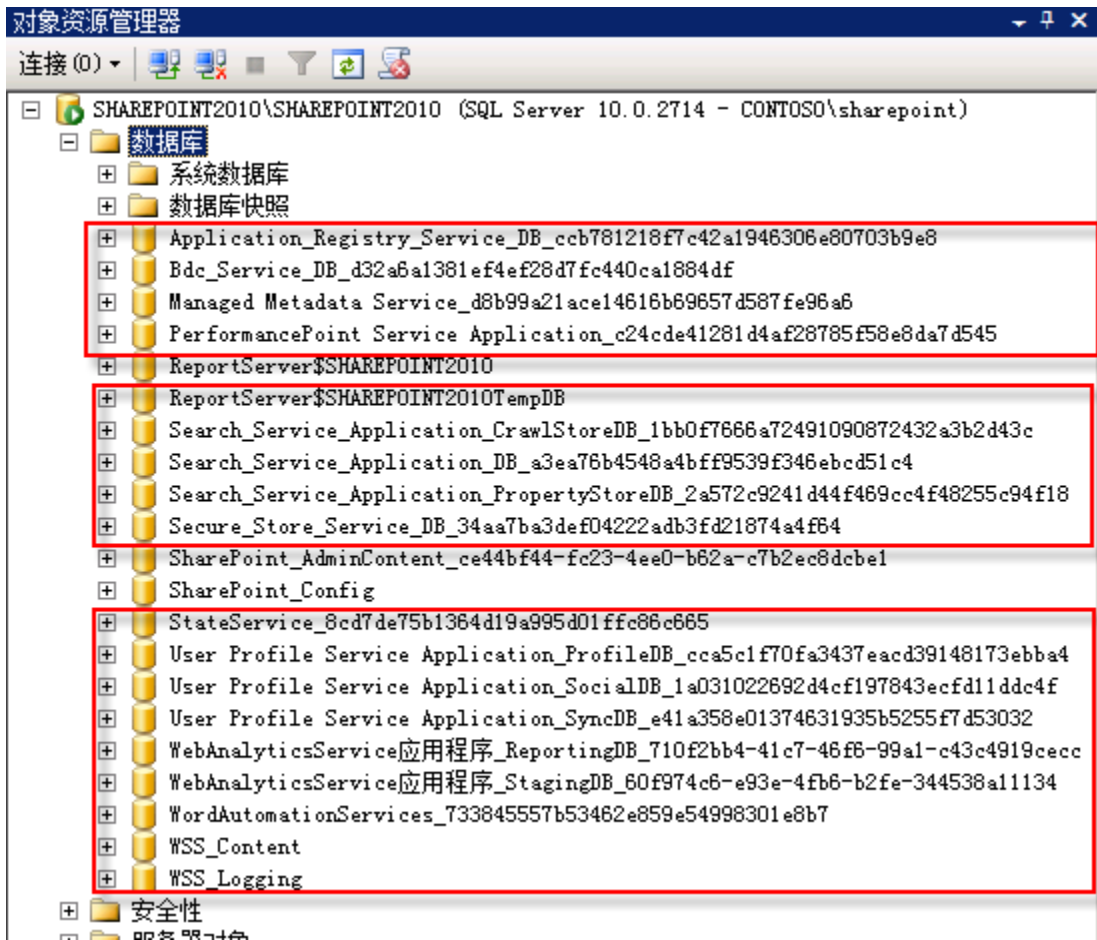 对象资源管理器
连接(O)
SHAREPOINT2010\SHAREPOINT2010 (SQL Server 10.0.2714 - CONTOSO\sharepoint)
数据库
系统数据库
数据库快照
Application_Registry_Service_DB_ccb781218f7c42a1946306e80703b9e8
Bdc_Service_DB_d32a6a1381ef4ef28d7fc440ca1884df
Managed Metadata Service_d8b99a21ace14616b69657d587fe96a6
PerformancePoint Service Application_c24cde41281d4af28785f58e8da7d545
ReportServer$SHAREPOINT2010
ReportServer$SHAREPOINT2010TempDB
Search_Service_Application_CrawlStoreDB_1bb0f7666a72491090872432a3b2d43c
Search_Service_Application_DB_a3ea76b4548a4bff9539f346ebcd51c4
Search_Service_Application_PropertyStoreDB_2a572c9241d44f469cc4f48255c94f18
Secure_Store_Service_DB_34aa7ba3def04222adb3fd21874a4f64
SharePoint_AdminContent_ce44bf44-fc23-4ee0-b62a-c7b2ec8dcbe1
SharePoint_Config
StateService_8cd7de75b1364d19a995d01ffc86c665
User Profile Service Application_ProfileDB_cca5c1f70fa3437eacd39148173ebba4
User Profile Service Application_SocialDB_1a031022692d4cf197843ecfd11ddc4f
User Profile Service Application_SyncDB_e41a358e01374631935b5255f7d53032
WebAnalyticsService应用程序_ReportingDB_710f2bb4-41c7-46f6-99a1-c43c4919cecc
WebAnalyticsService应用程序_StagingDB_60f974c6-e93e-4fb6-b2fe-344538a11134
WordAutomationServices_733845557b53462e859e54998301e8b7
WSS_Content
WSS_Logging
安全性
服务器对象